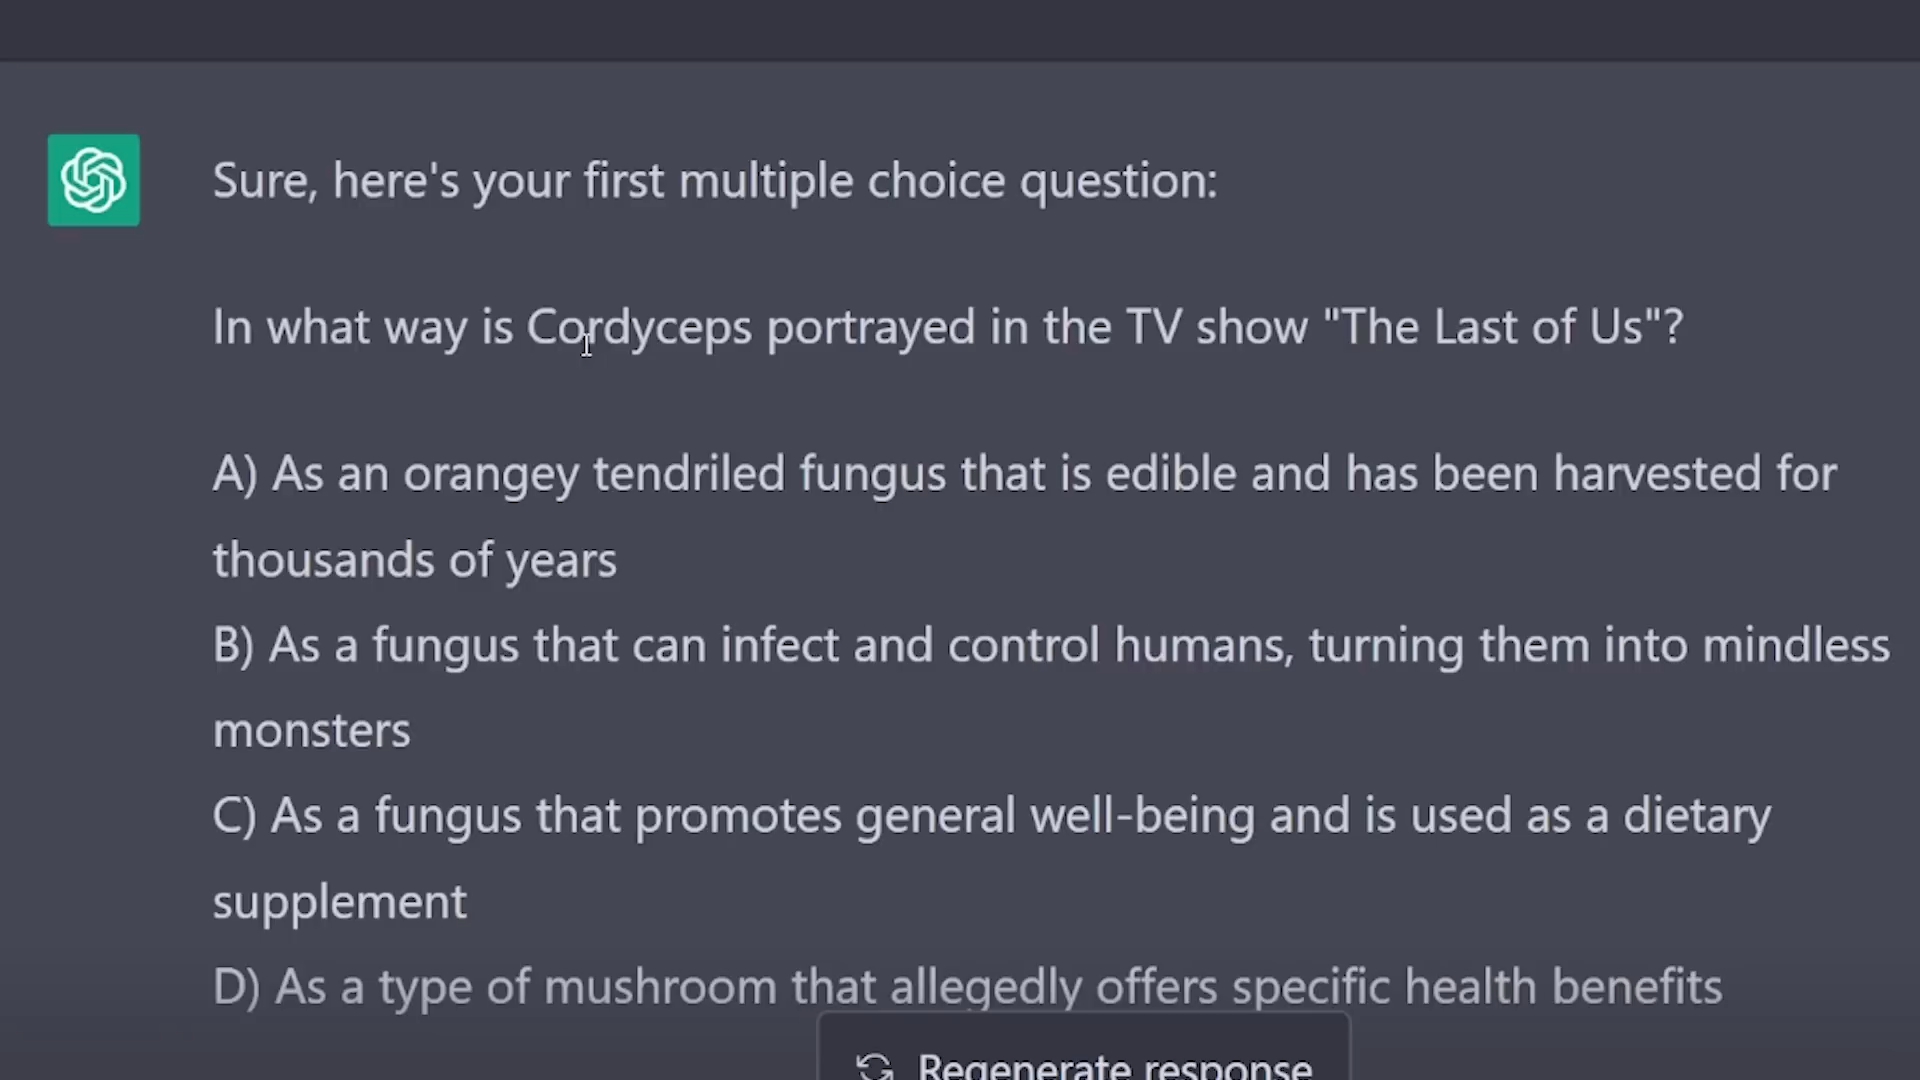 Sure, here's your first multiple choice question:
In what way is Cordyceps portrayed in the TV show "The Last of Us"?
A) As an orangey tendriled fungus that is edible and has been harvested for
thousands of years
B) As a fungus that can infect and control humans, turning them into mindless
monsters
C) As a fungus that promotes general well-being and is used as a dietary
supplement
D) As a type of mushroom that allegedly offers specific health benefits
Regenerate response